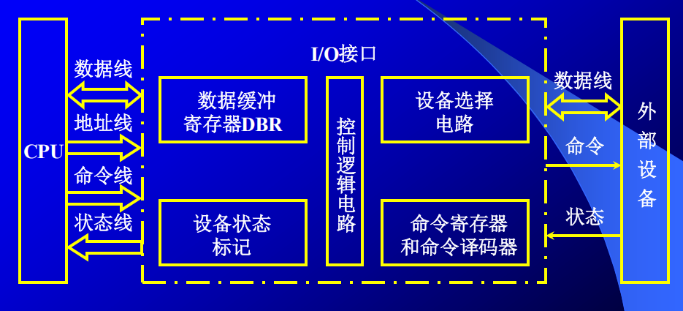 I/O接口
CPU
数据线
地址线
命令线
状态线
数据缓冲
寄存器DBR
设备状态
标记
控制逻辑电路
设备选择
电路
命令寄存器
和命令译码器
数据线
命令
状态
外部设备